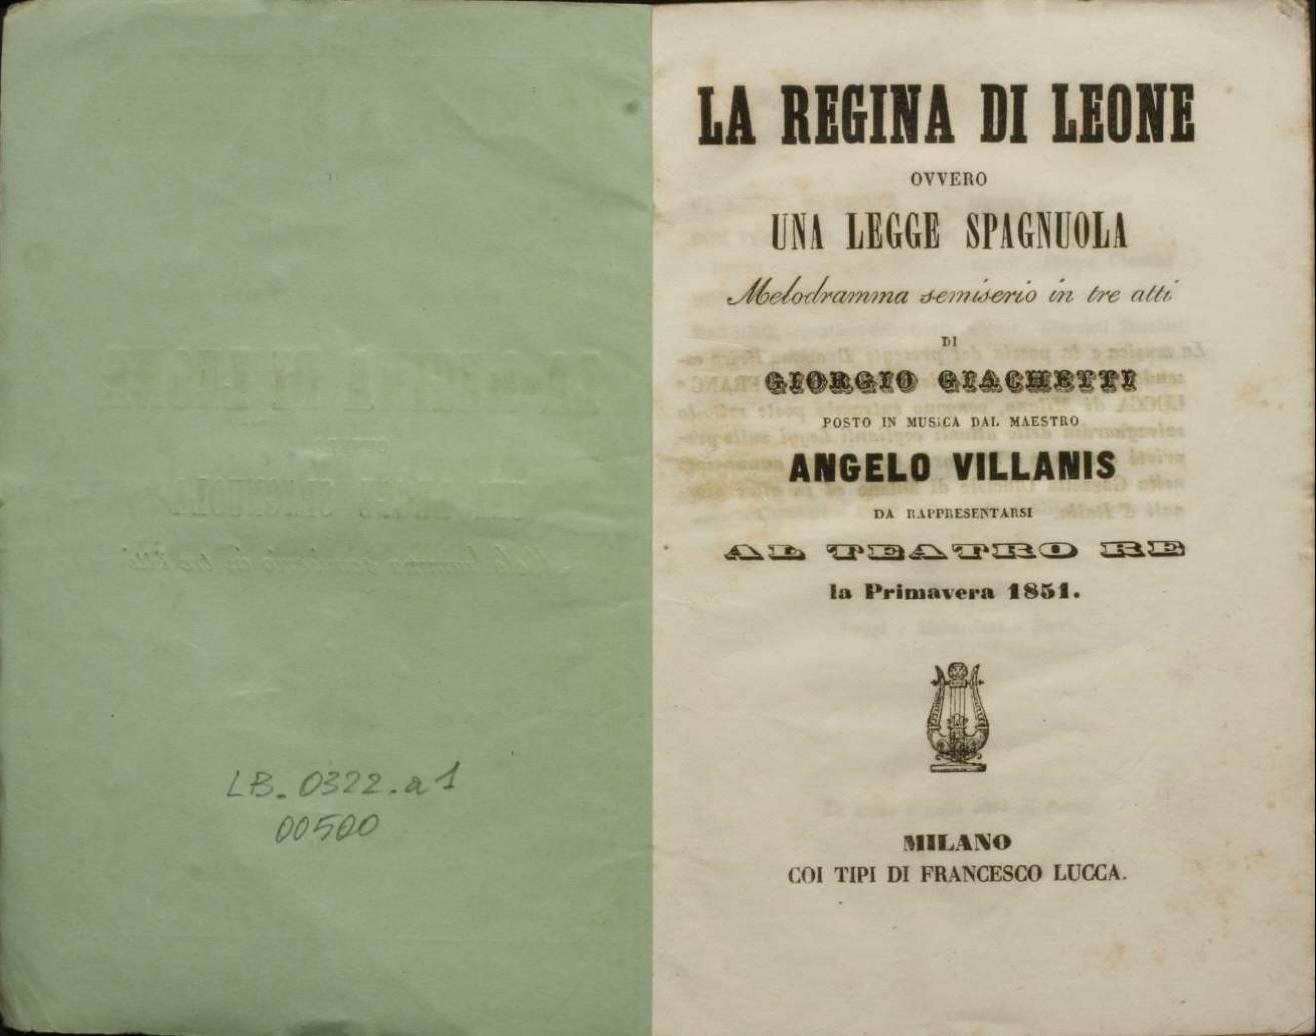 LB_0322.a1
00500
LA REGINA DI LEONE
OVVERO
UNA LEGGE SPAGNUOLA
Melodramma semiserio in tre atti
DI
GIORGIO GIACHETTI
POSTO IN MUSICA DAL MAESTRO
ANGELO VILLANIS
DA RAPPRESENTARSI
AL TEATRO RE
la Primavera 1851.
MILANO
COI TIPI DI FRANCESCO LUCCA.